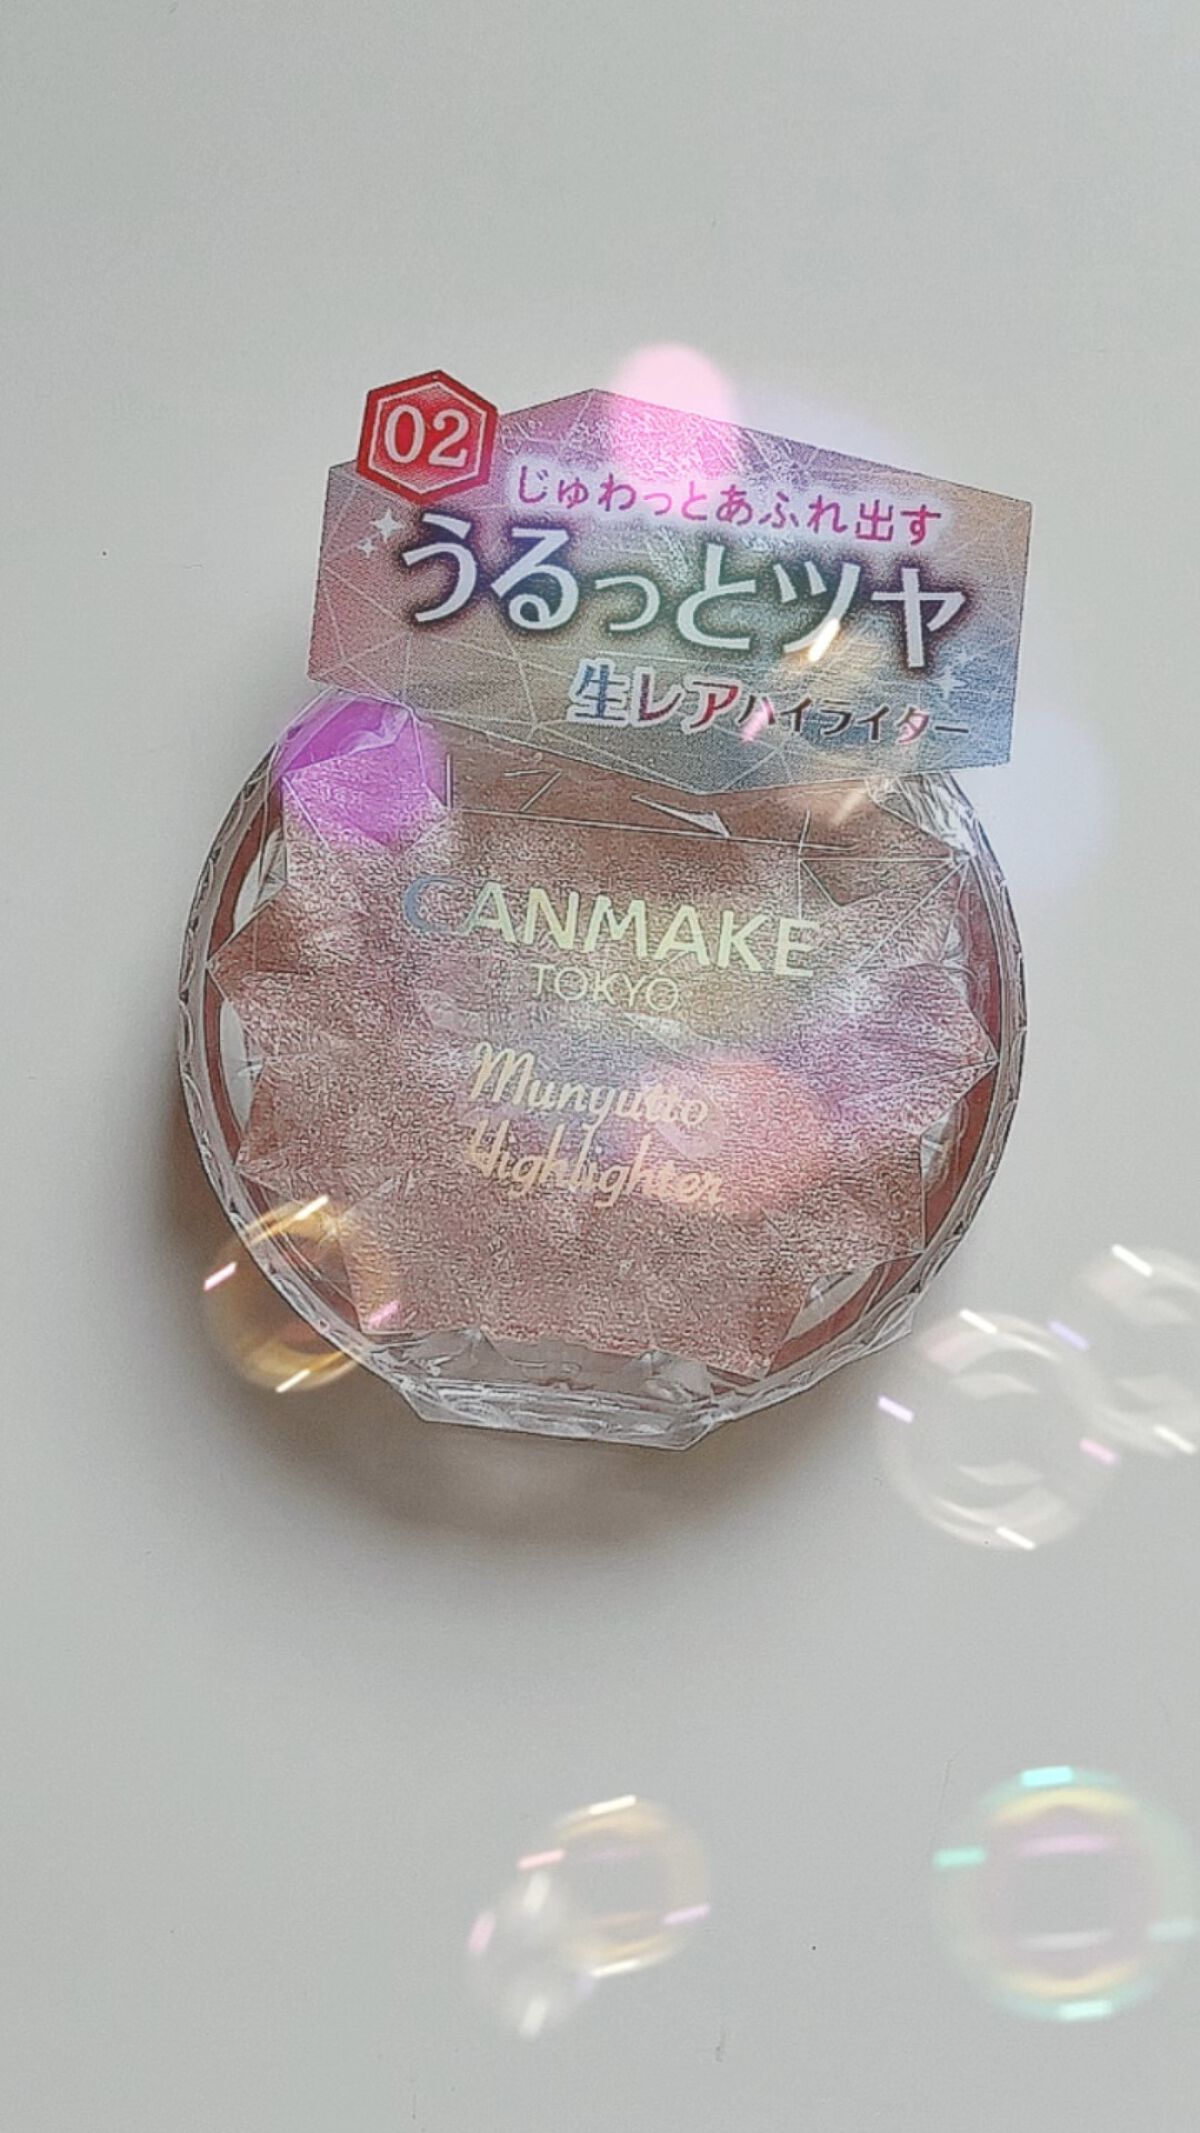 02
じゅわっとあふれ出す
うるっとツヤ
生レアハイライター
CANMAKE
TOKYO
Munyutto
Highlighter